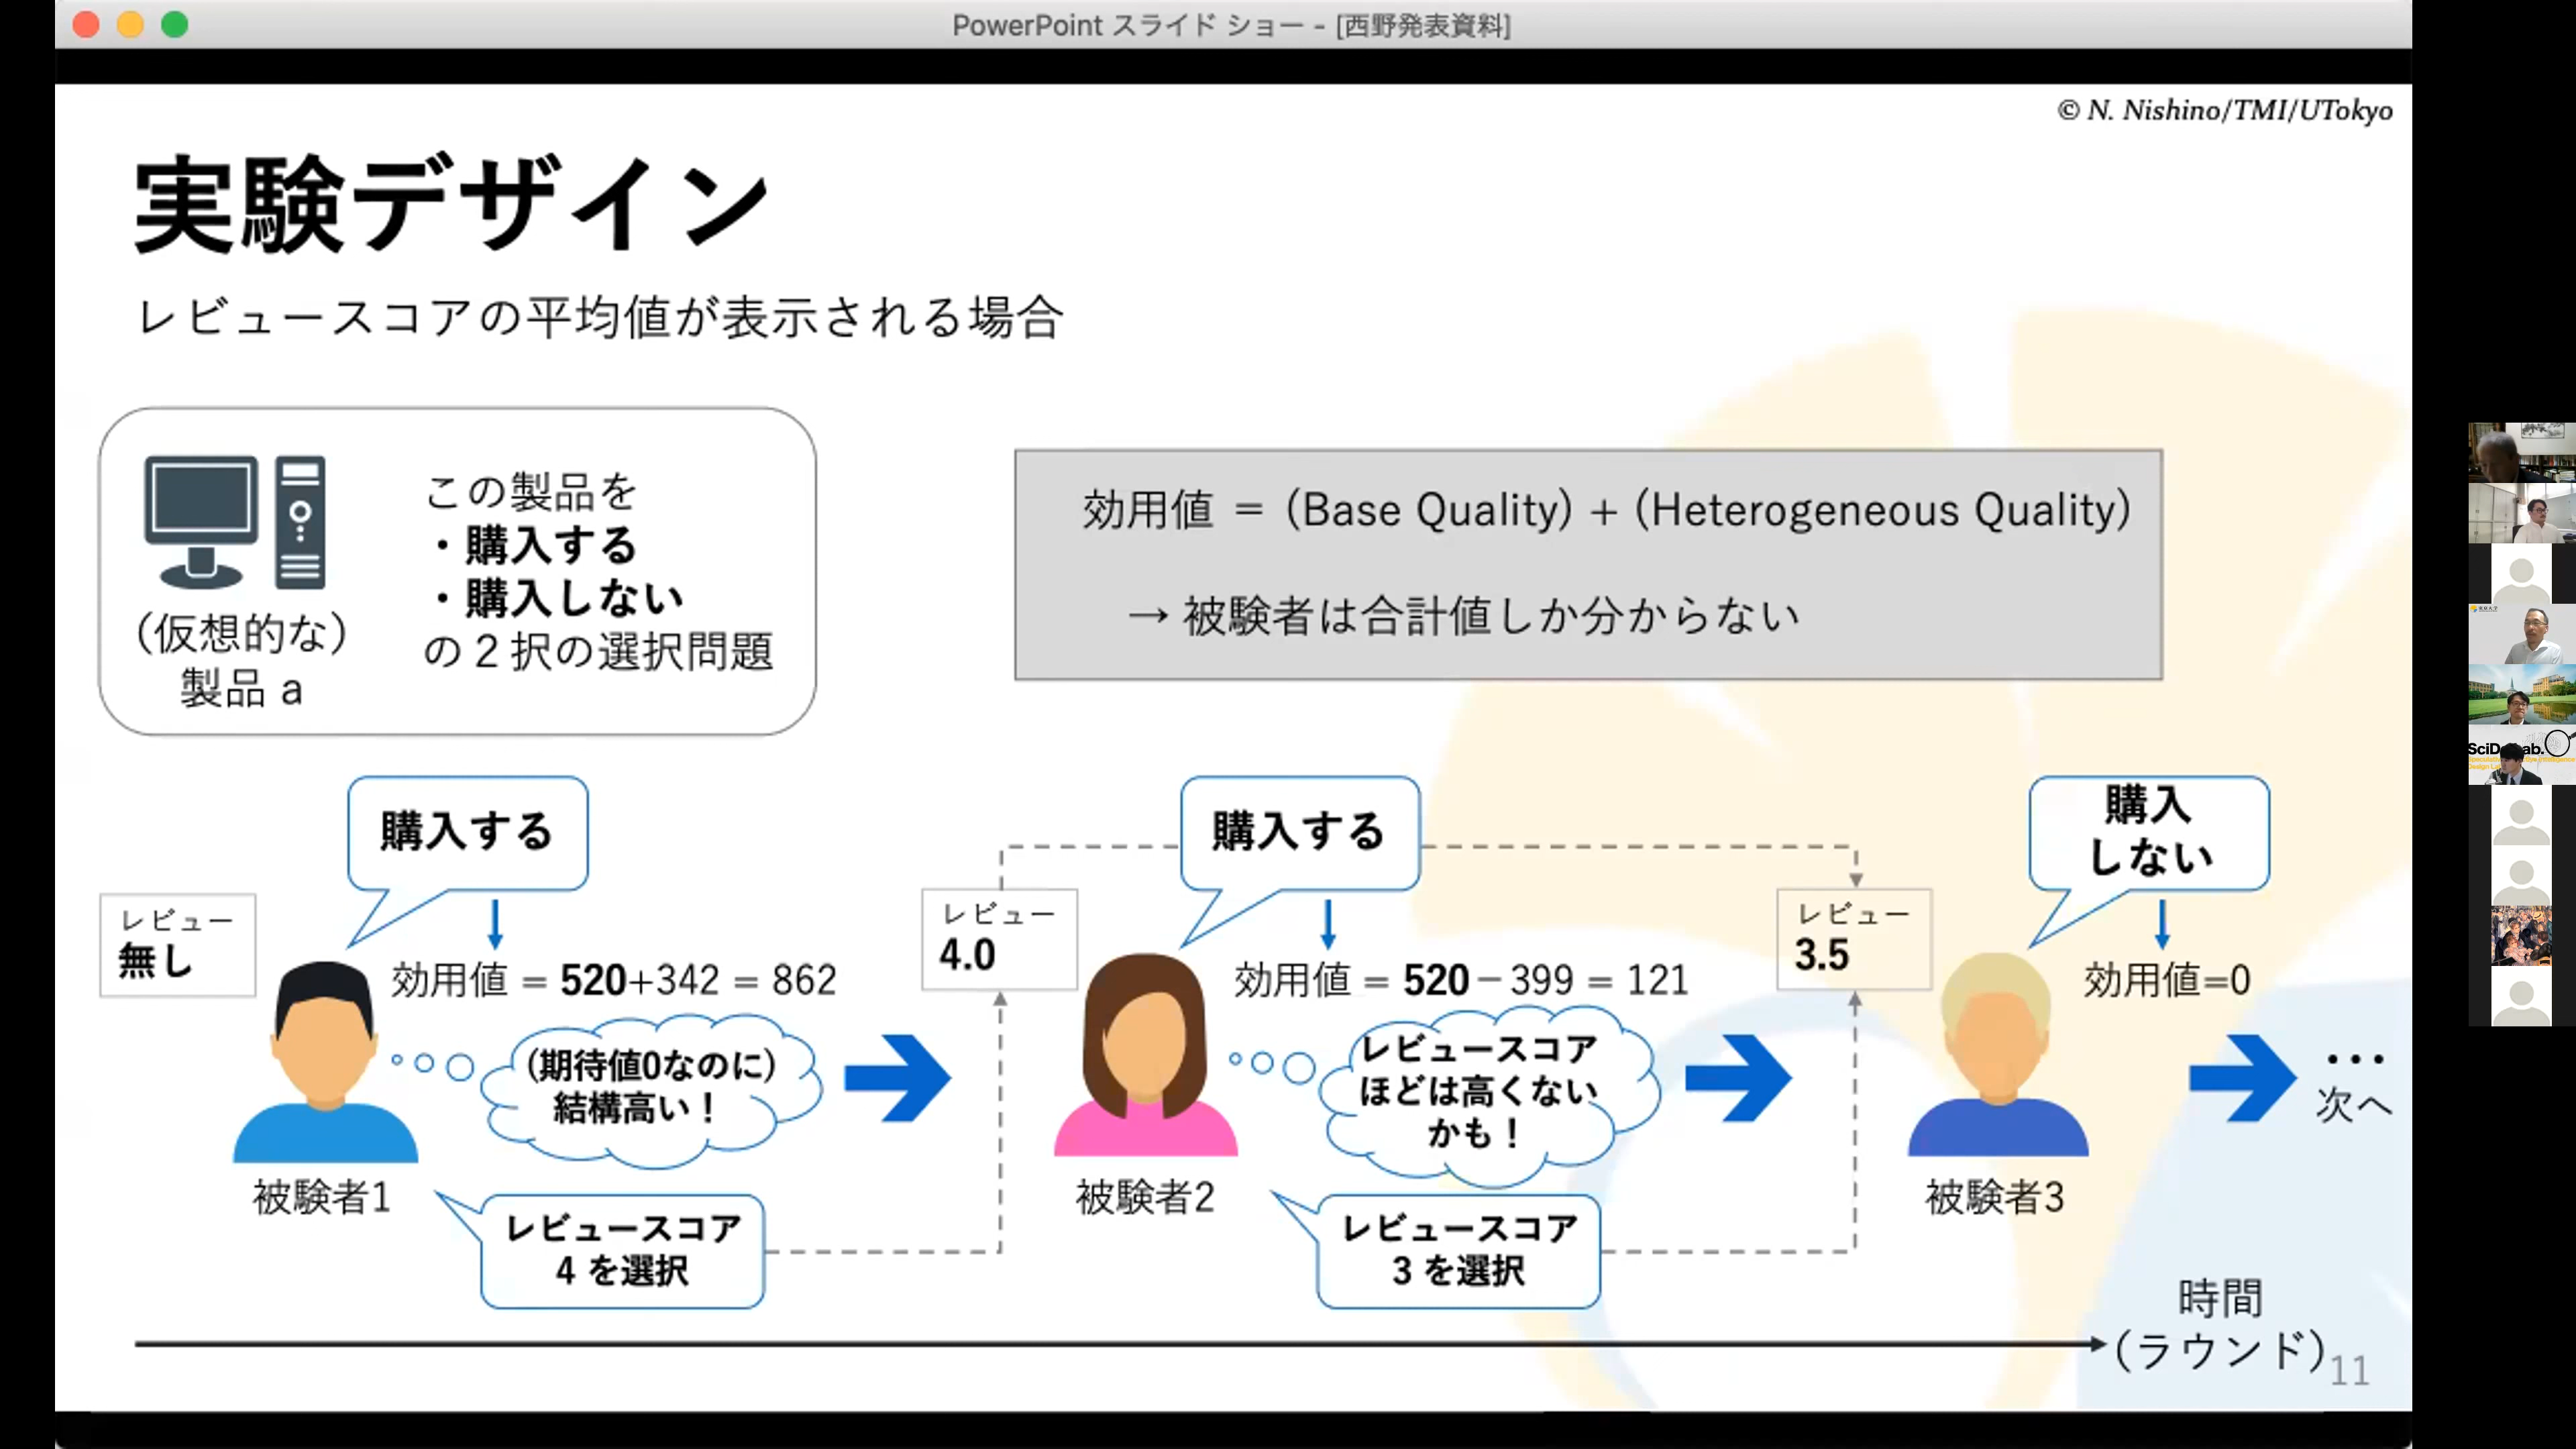 PowerPoint スライド ショー - [西野発表資料]
© N. Nishino/TMI/UTokyo
実験デザイン
レビュースコアの平均値が表示される場合
(仮想的な)
製品 a
この製品を
・購入する
・購入しない
の２択の選択問題
効用値 = (Base Quality) + (Heterogeneous Quality)
→ 被験者は合計値しか分からない
購入する
レビュー
無し
効用値 = 520+342 = 862
(期待値0なのに)
結構高い！
被験者1
レビュースコア
4 を選択
レビュー
4.0
購入する
効用値 = 520－399 = 121
レビュースコア
ほどは高くない
かも！
被験者2
レビュースコア
3 を選択
レビュー
3.5
購入
しない
効用値=0
被験者3
…
次へ
時間
(ラウンド)
11